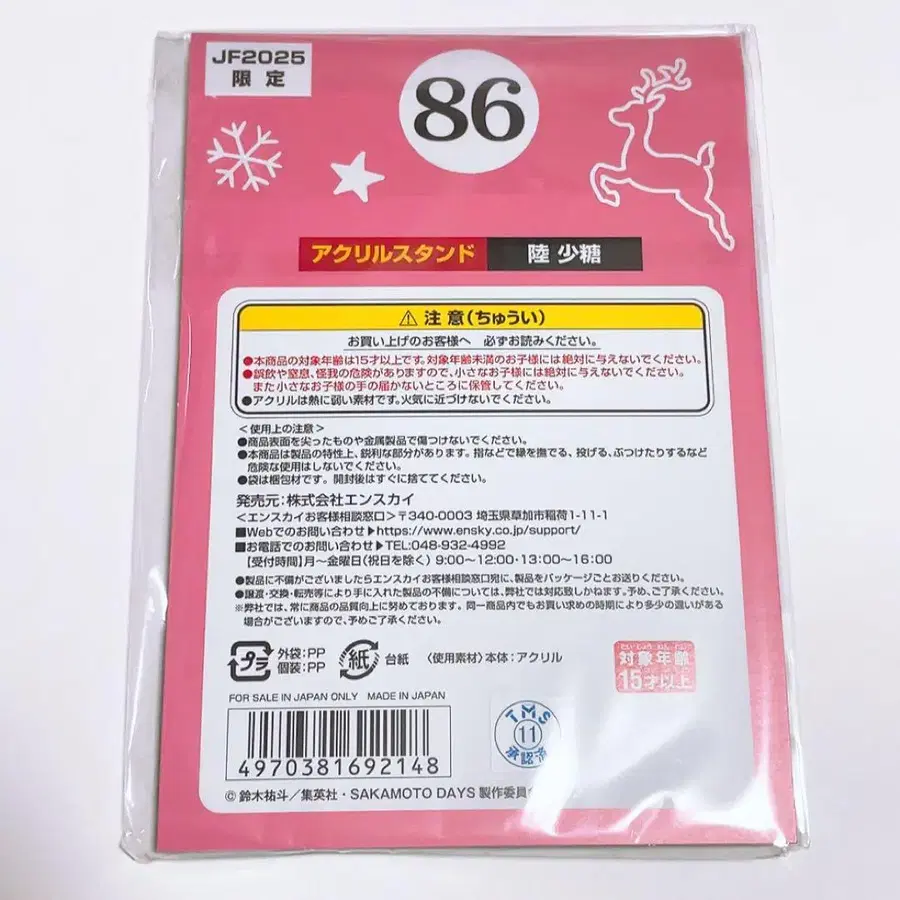 JF2025
限定
86
アクリルスタンド 陸 少糖
⚠ 注意(ちゅうい)
お買い上げのお客様へ 必ずお読みください。
●本商品の対象年齢は15才以上です。対象年齢未満のお子様には絶対に与えないでください。
●誤飲や窒息、怪我の危険がありますので、小さなお子様には絶対に与えないでください。
また小さなお子様の手の届かないところに保管してください。
●アクリルは熱に弱い素材です。火気に近づけないでください。
<使用上の注意>
●商品表面を尖ったものや金属製品で傷つけないでください。
●本商品は製品の特性上、鋭利な部分があります。指などで縁を撫でる、投げる、ぶつけたりするなど
危険な使用はしないでください。
●袋は梱包材です。開封後はすぐに捨ててください。
発売元:株式会社エンスカイ
<エンスカイお客様相談窓口>〒340-0003 埼玉県草加市稲荷1-11-1
■Webでのお問い合わせ▶https://www.ensky.co.jp/support/
■お電話でのお問い合わせ▶TEL:048-932-4992
【受付時間】月〜金曜日(祝日を除く) 9:00〜12:00・13:00〜16:00
●製品に不備がございましたらエンスカイお客様相談窓口宛に、製品をパッケージごとお送りください。
●譲渡・交換・転売等により手に入れた製品の不備については、弊社では対応致しかねます。予め、ご了承ください。
※弊社では、常に商品の品質向上に努めております。同一商品内でもお買い求めの時期により多少の違いがある
場合がございますので、予めご了承ください。
プラ 外袋:PP
個装:PP
紙 台紙
〈使用素材〉本体:アクリル
対象年齢
15才以上
FOR SALE IN JAPAN ONLY MADE IN JAPAN
TMS
11
承認済
4970381692148
© 鈴木祐斗/集英社・SAKAMOTO DAYS 製作委員